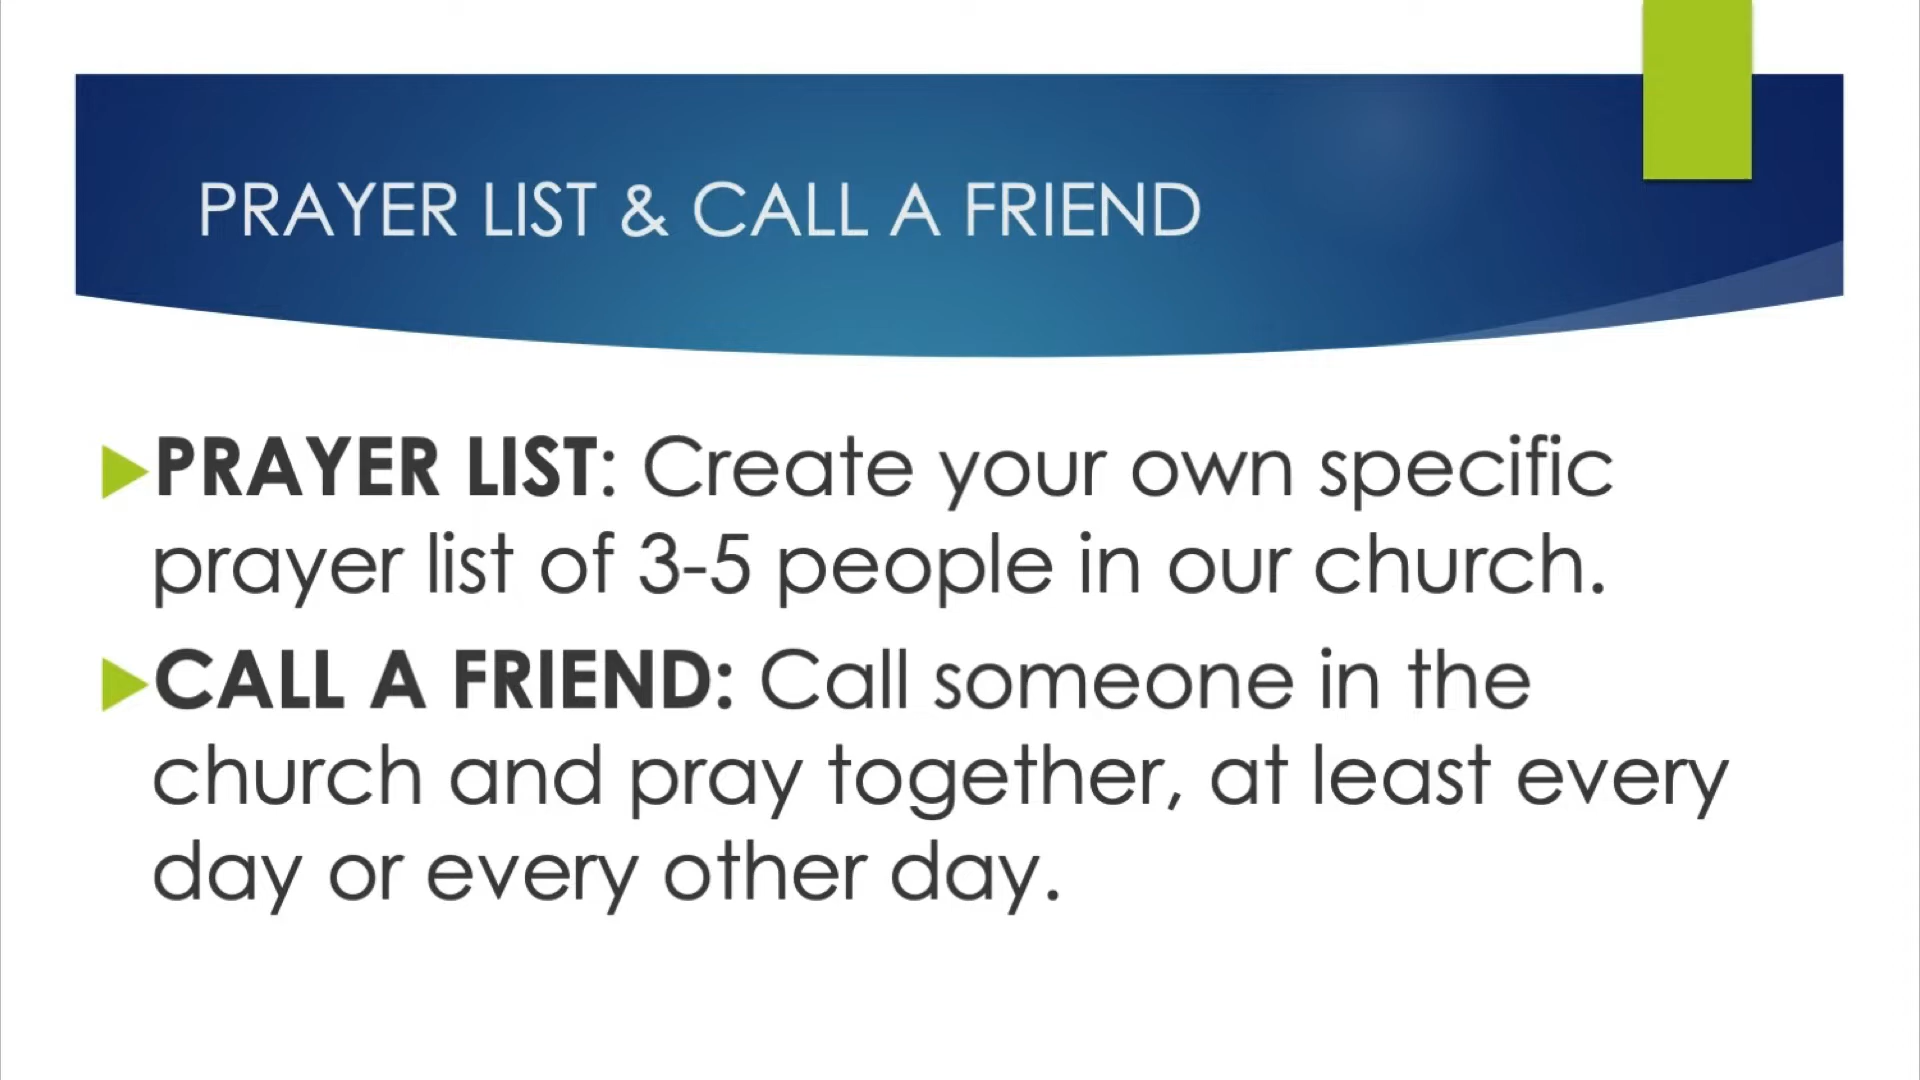 PRAYER LIST & CALL A FRIEND
PRAYER LIST: Create your own specific
prayer list of 3-5 people in our church.
CALL A FRIEND: Call someone in the
church and pray together, at least every
day or every other day.